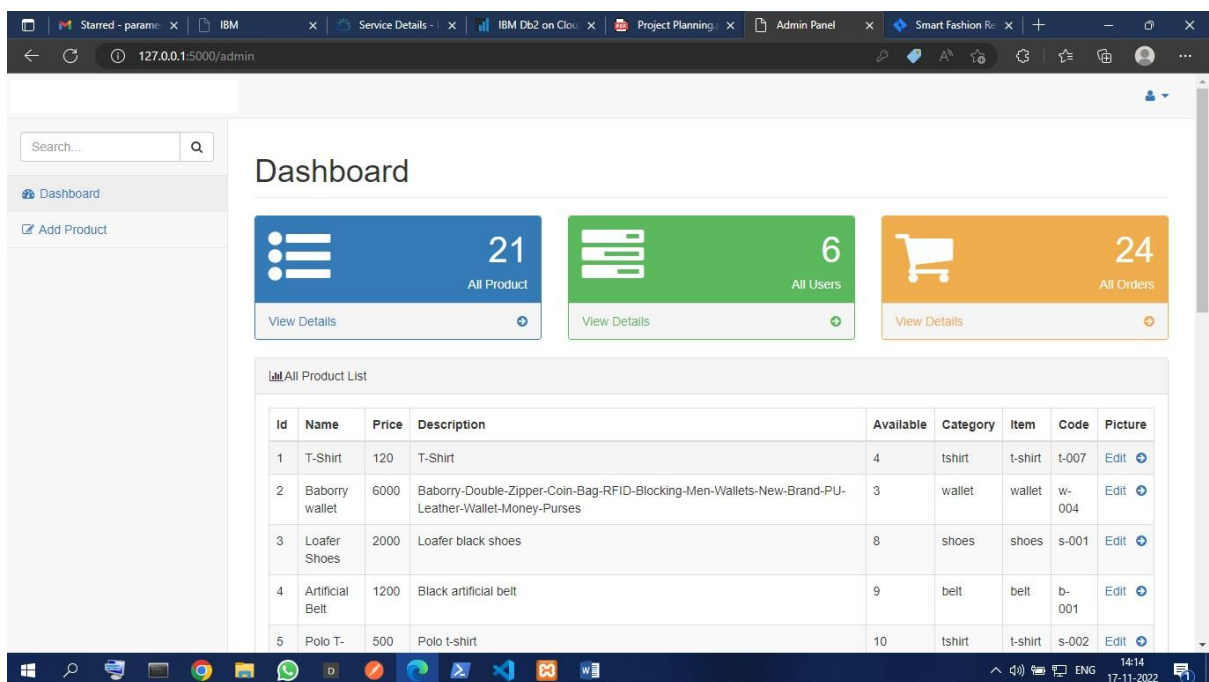 Starred - parame
IBM
Service Details -
IBM Db2 on Clou
Project Planning.
Admin Panel
Smart Fashion Re
127.0.0.1:5000/admin
Search...
Dashboard
Add Product
Dashboard
21
All Product
View Details
6
All Users
View Details
24
All Orders
View Details
All Product List
Id Name Price Description Available Category Item Code Picture
1 T-Shirt 120 T-Shirt 4 tshirt t-shirt t-007 Edit
2 Baborry Baborry-Double-Zipper-Coin-Bag-RFID-Blocking-Men-Wallets-New-Brand-PU- w-
wallet 6000 Leather-Wallet-Money-Purses 3 wallet wallet 004 Edit
3 Loafer 2000 Loafer black shoes 8 shoes shoes s-001 Edit
Shoes
4 Artificial 1200 Black artificial belt 9 belt belt b- Edit
Belt 001
5 Polo T- 500 Polo t-shirt 10 tshirt t-shirt s-002 Edit
ENG
14:14
17-11-2022